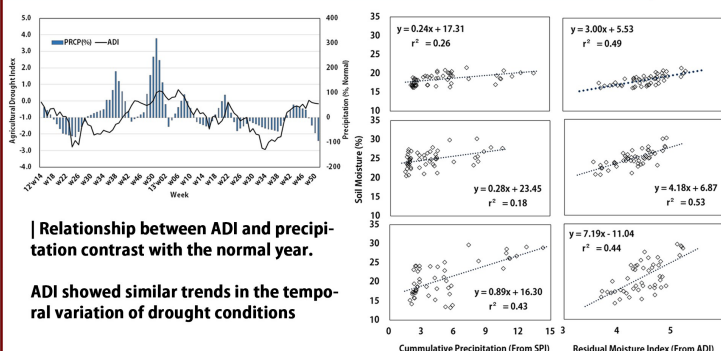 5.0
4.0
3.0
2.0
1.0
0.0
-1.0
-2.0
-3.0
-4.0
Agricultural Drought Index
PRCP(%)
ADI
400
300
200
100
0
-100
-200
Precipitation (%, Normal)
12'w14
w18
w22
w26
w30
w34
w38
w42
w46
w50
13'w02
w06
w10
w14
w18
w22
w26
w30
w34
w38
w42
w46
w50
Week
| Relationship between ADI and precipi-
tation contrast with the normal year.
ADI showed similar trends in the tempo-
ral variation of drought conditions
Soil Moisture (%)
35
30
25
20
15
10
y = 0.24x + 17.31
r² = 0.26
y = 3.00x + 5.53
r² = 0.49
35
30
25
20
15
10
y = 0.28x + 23.45
r² = 0.18
y = 4.18x + 6.87
r² = 0.53
35
30
25
20
15
10
y = 0.89x + 16.30
r² = 0.43
y = 7.19x - 11.04
r² = 0.44
0 3 6 9 12 15
3 4 5
Cummulative Precipitation (From SPI)
Residual Moisture Index (From ADI)